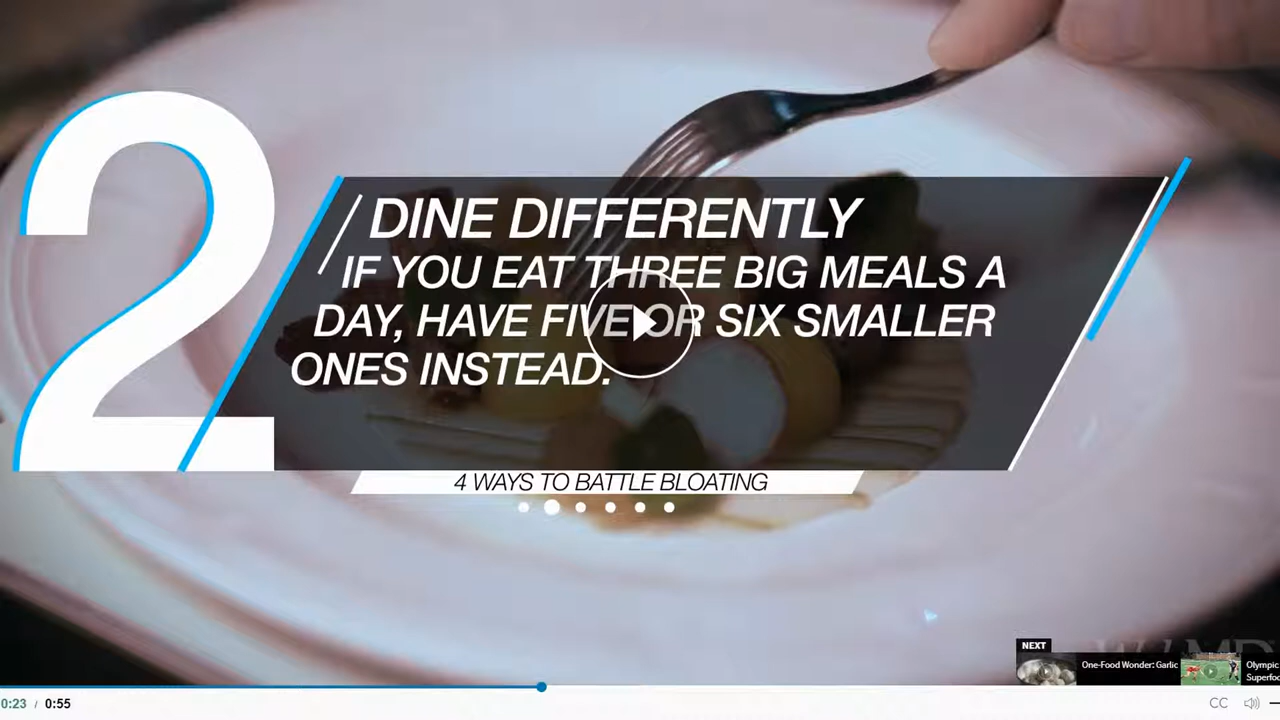 2
DINE DIFFERENTLY
IF YOU EAT THREE BIG MEALS A
DAY, HAVE FIVE OR SIX SMALLER
ONES INSTEAD.
4 WAYS TO BATTLE BLOATING
NEXT
One-Food Wonder: Garlic
Olympic
0:23 / 0:55
CC